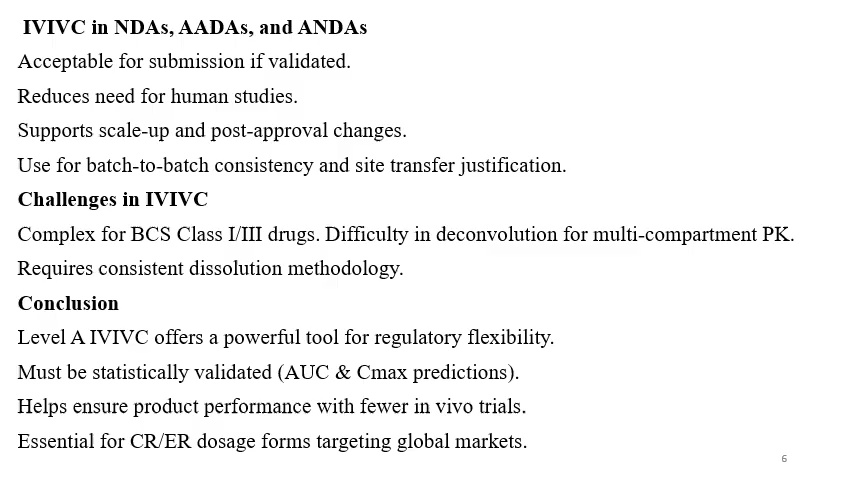 IVIVC in NDAs, AADAs, and ANDAs
Acceptable for submission if validated.
Reduces need for human studies.
Supports scale-up and post-approval changes.
Use for batch-to-batch consistency and site transfer justification.
Challenges in IVIVC
Complex for BCS Class I/III drugs. Difficulty in deconvolution for multi-compartment PK.
Requires consistent dissolution methodology.
Conclusion
Level A IVIVC offers a powerful tool for regulatory flexibility.
Must be statistically validated (AUC & Cmax predictions).
Helps ensure product performance with fewer in vivo trials.
Essential for CR/ER dosage forms targeting global markets.
6